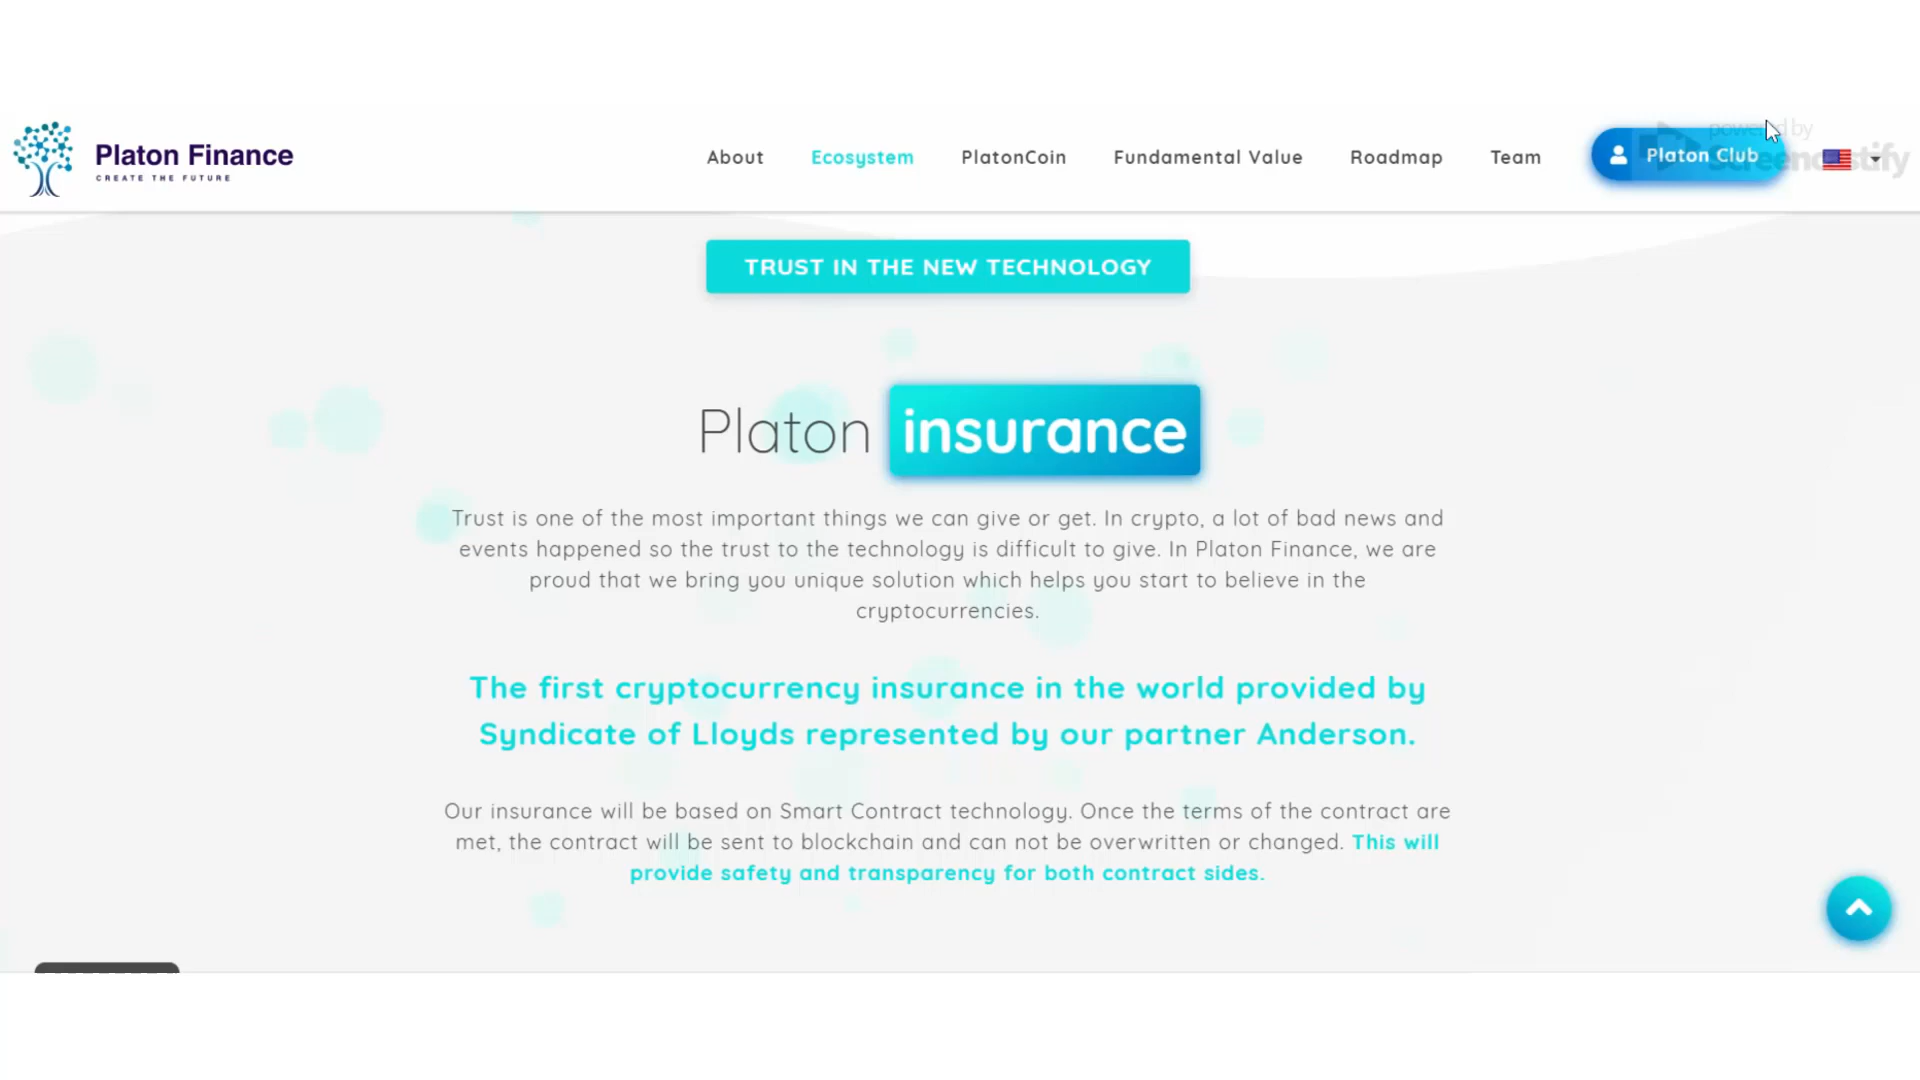 Platon Finance
CREATE THE FUTURE
About Ecosystem PlatonCoin Fundamental Value Roadmap Team Platon Club
powered by
Screencastify
TRUST IN THE NEW TECHNOLOGY
Platon insurance
Trust is one of the most important things we can give or get. In crypto, a lot of bad news and
events happened so the trust to the technology is difficult to give. In Platon Finance, we are
proud that we bring you unique solution which helps you start to believe in the
cryptocurrencies.
The first cryptocurrency insurance in the world provided by
Syndicate of Lloyds represented by our partner Anderson.
Our insurance will be based on Smart Contract technology. Once the terms of the contract are
met, the contract will be sent to blockchain and can not be overwritten or changed. This will
provide safety and transparency for both contract sides.